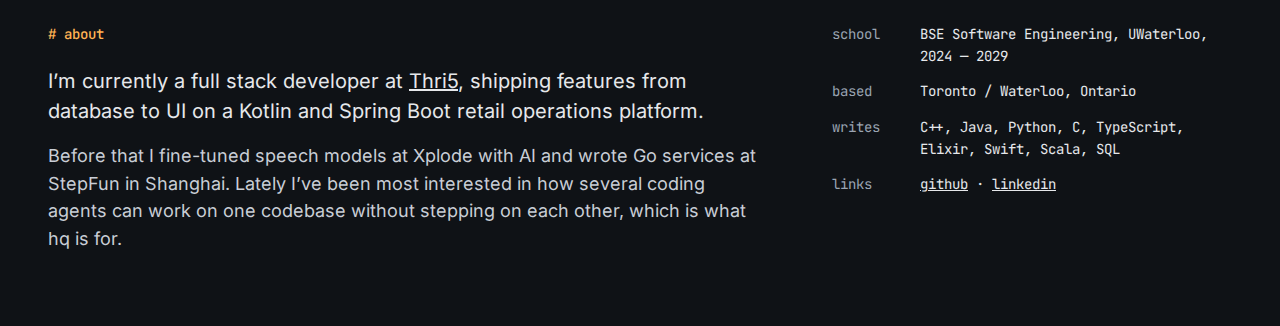 # about
I’m currently a full stack developer at Thri5, shipping features from
database to UI on a Kotlin and Spring Boot retail operations platform.
Before that I fine-tuned speech models at Xplode with AI and wrote Go services at
StepFun in Shanghai. Lately I’ve been most interested in how several coding
agents can work on one codebase without stepping on each other, which is what
hq is for.
school BSE Software Engineering, UWaterloo,
2024 — 2029
based Toronto / Waterloo, Ontario
writes C++, Java, Python, C, TypeScript,
Elixir, Swift, Scala, SQL
links github · linkedin